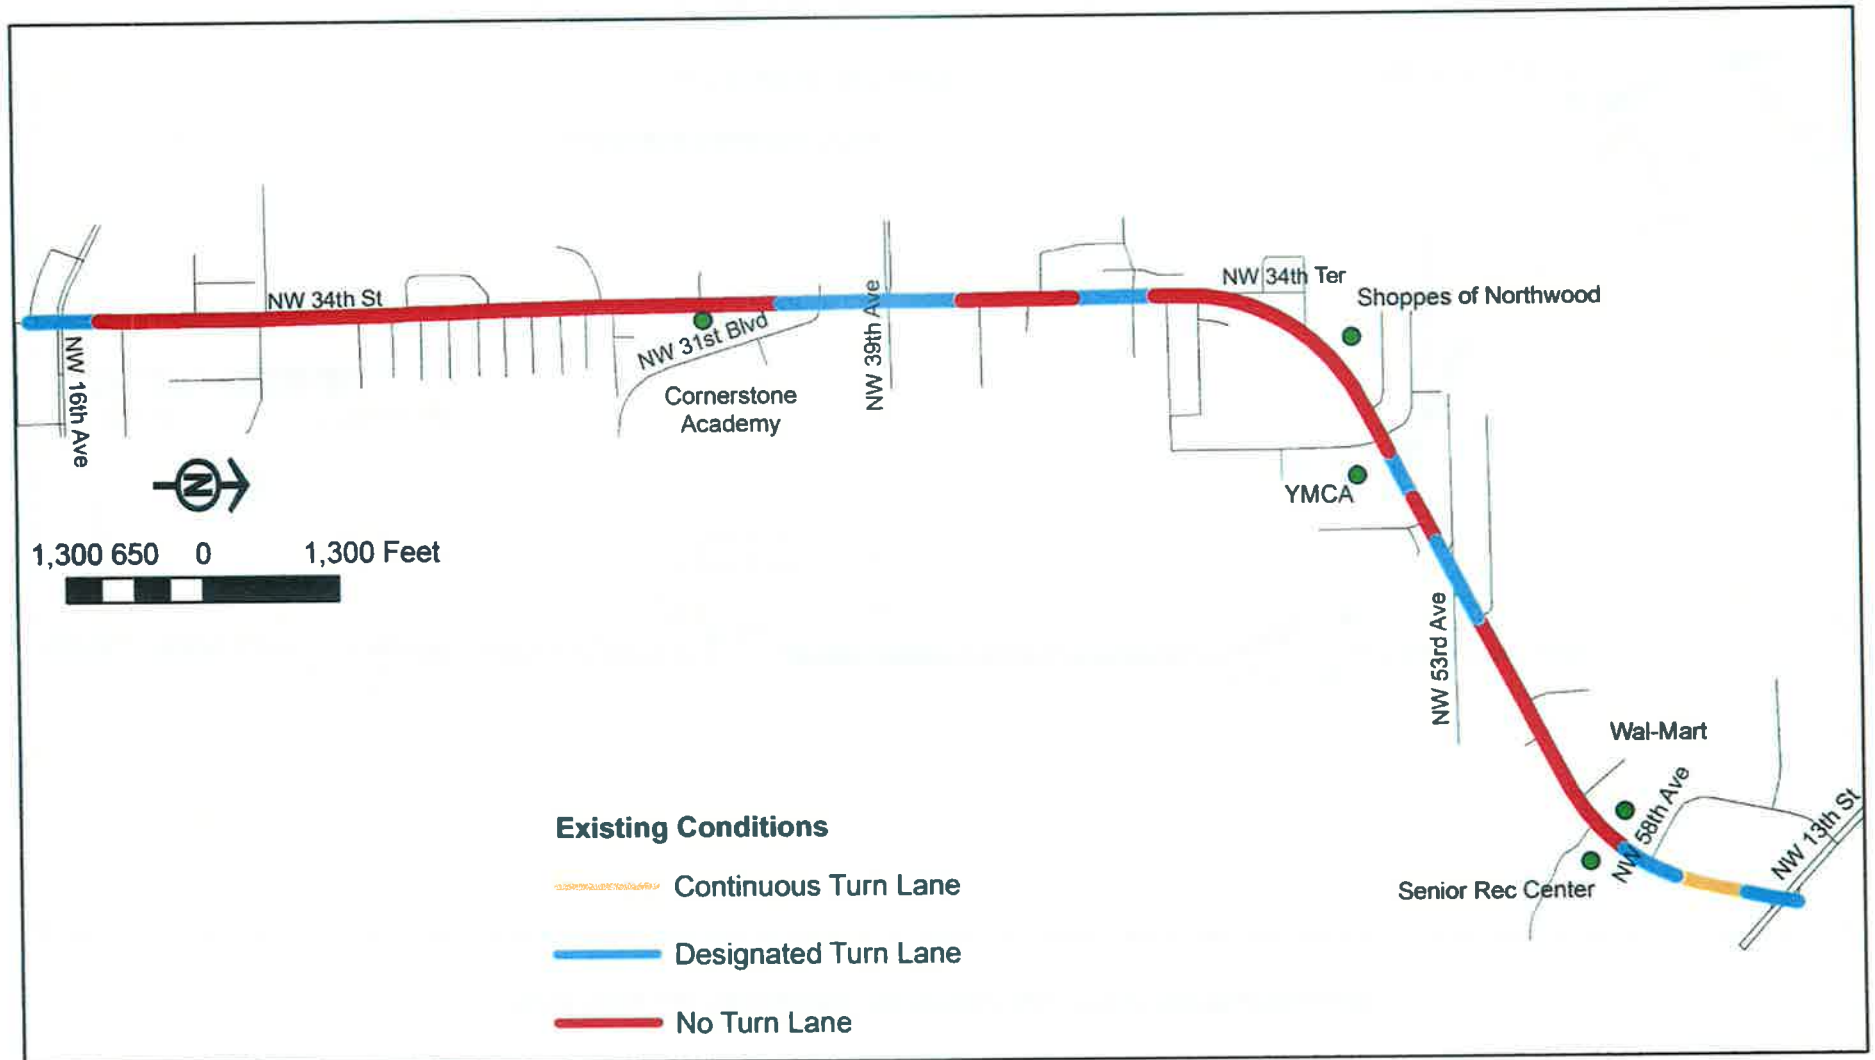 NW 34th Ter
Shoppes of Northwood
NW 34th St
NW 31st Blvd
NW 39th Ave
NW 16th Ave
Cornerstone
Academy
N
YMCA
1,300 650 0 1,300 Feet
NW 53rd Ave
Wal-Mart
NW 58th Ave
NW 13th St
Senior Rec Center
Existing Conditions
Continuous Turn Lane
Designated Turn Lane
No Turn Lane